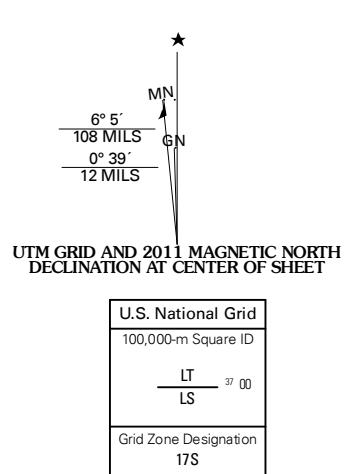 ★
MN
6° 5´
108 MILS
GN
0° 39´
12 MILS
UTM GRID AND 2011 MAGNETIC NORTH
DECLINATION AT CENTER OF SHEET
U.S. National Grid
100,000-m Square ID
LT
37 00
LS
Grid Zone Designation
17S